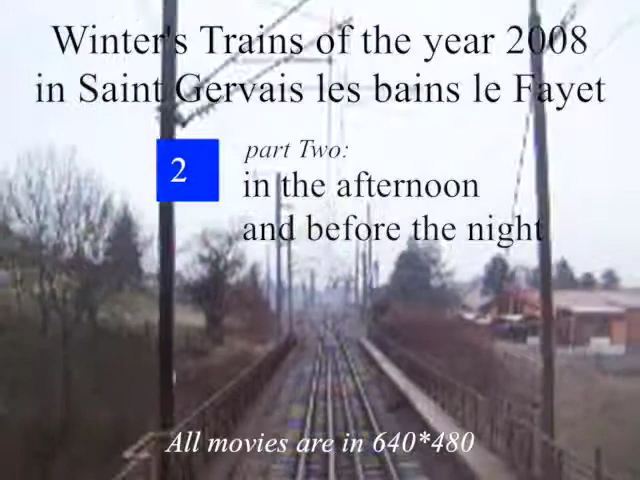 Winter's Trains of the year 2008
in Saint Gervais les bains le Fayet
2
part Two:
in the afternoon
and before the night
All movies are in 640*480